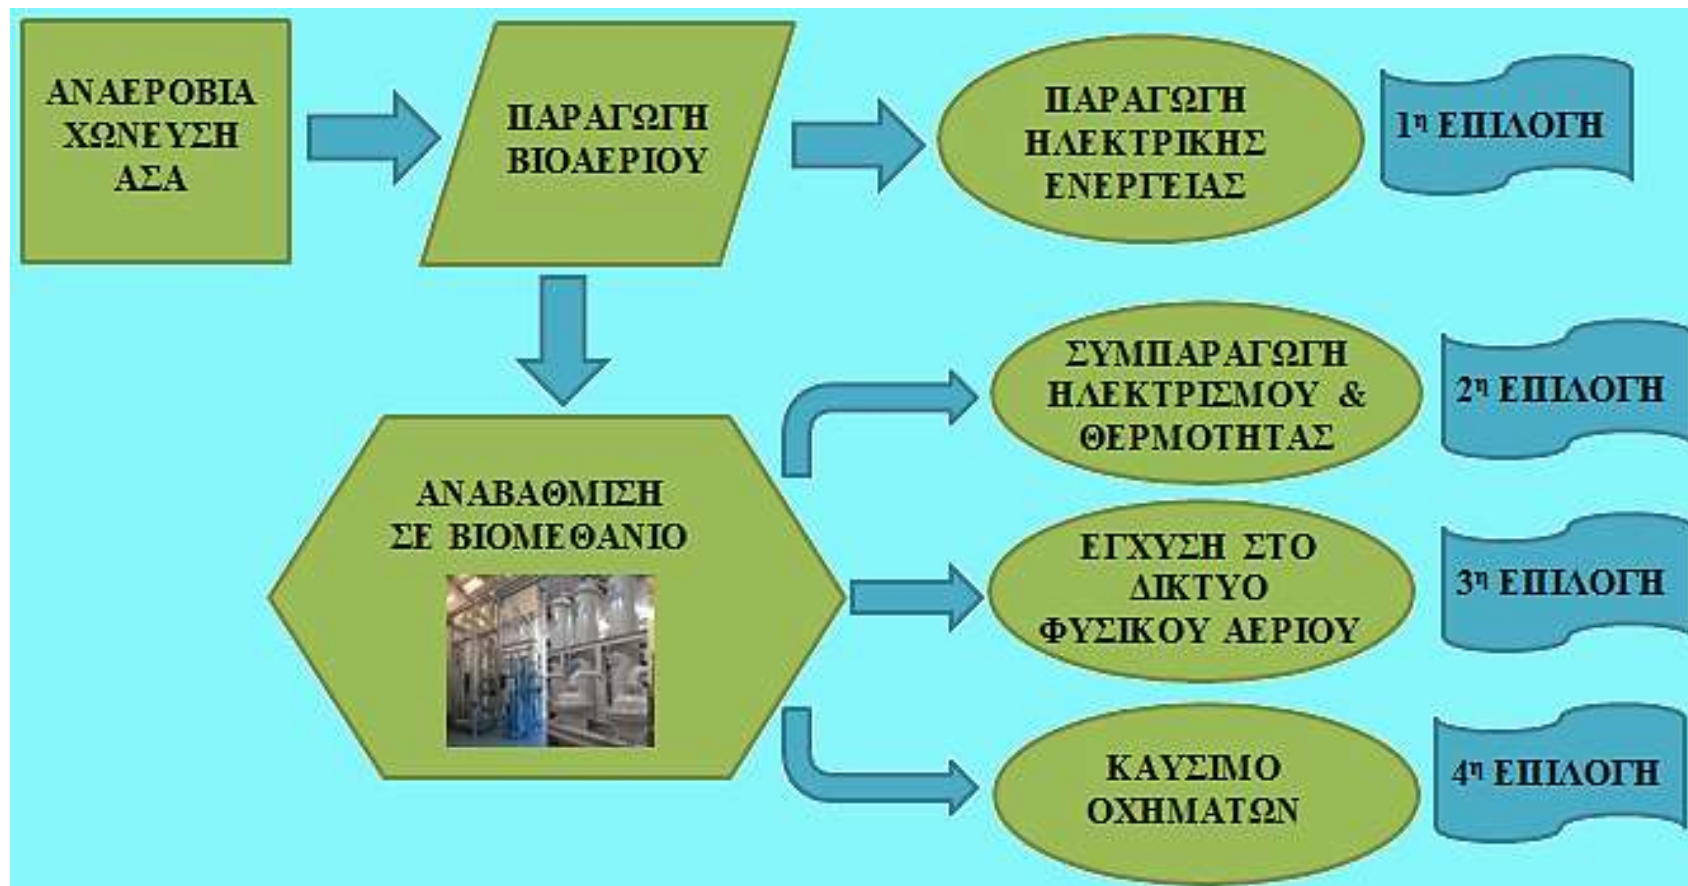 ΑΝΑΕΡΟΒΙΑ
ΧΩΝΕΥΣΗ
ΑΣΑ
ΠΑΡΑΓΩΓΗ
ΒΙΟΑΕΡΙΟΥ
ΠΑΡΑΓΩΓΗ
ΗΛΕΚΤΡΙΚΗΣ
ΕΝΕΡΓΕΙΑΣ
1η ΕΠΙΛΟΓΗ
ΣΥΜΠΑΡΑΓΩΓΗ
ΗΛΕΚΤΡΙΣΜΟΥ &
ΘΕΡΜΟΤΗΤΑΣ
2η ΕΠΙΛΟΓΗ
ΑΝΑΒΑΘΜΙΣΗ
ΣΕ ΒΙΟΜΕΘΑΝΙΟ
ΕΓΧΥΣΗ ΣΤΟ
ΔΙΚΤΥΟ
ΦΥΣΙΚΟΥ ΑΕΡΙΟΥ
3η ΕΠΙΛΟΓΗ
ΚΑΥΣΙΜΟ
ΟΧΗΜΑΤΩΝ
4η ΕΠΙΛΟΓΗ